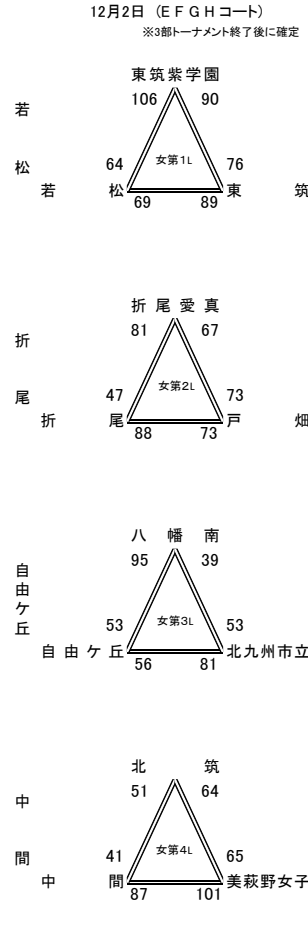 12月2日（ＥＦＧＨコート）
※3部トーナメント終了後に確定
東筑紫学園
106 90
若松
64 女第1L 76
若松 東筑
69 89
折尾愛真
81 67
折尾
47 女第2L 73
折尾 戸畑
88 73
八幡南
95 39
自由ケ丘
53 女第3L 53
自由ケ丘 北九州市立
56 81
北筑
51 64
中間
41 女第4L 65
中間 美萩野女子
87 101